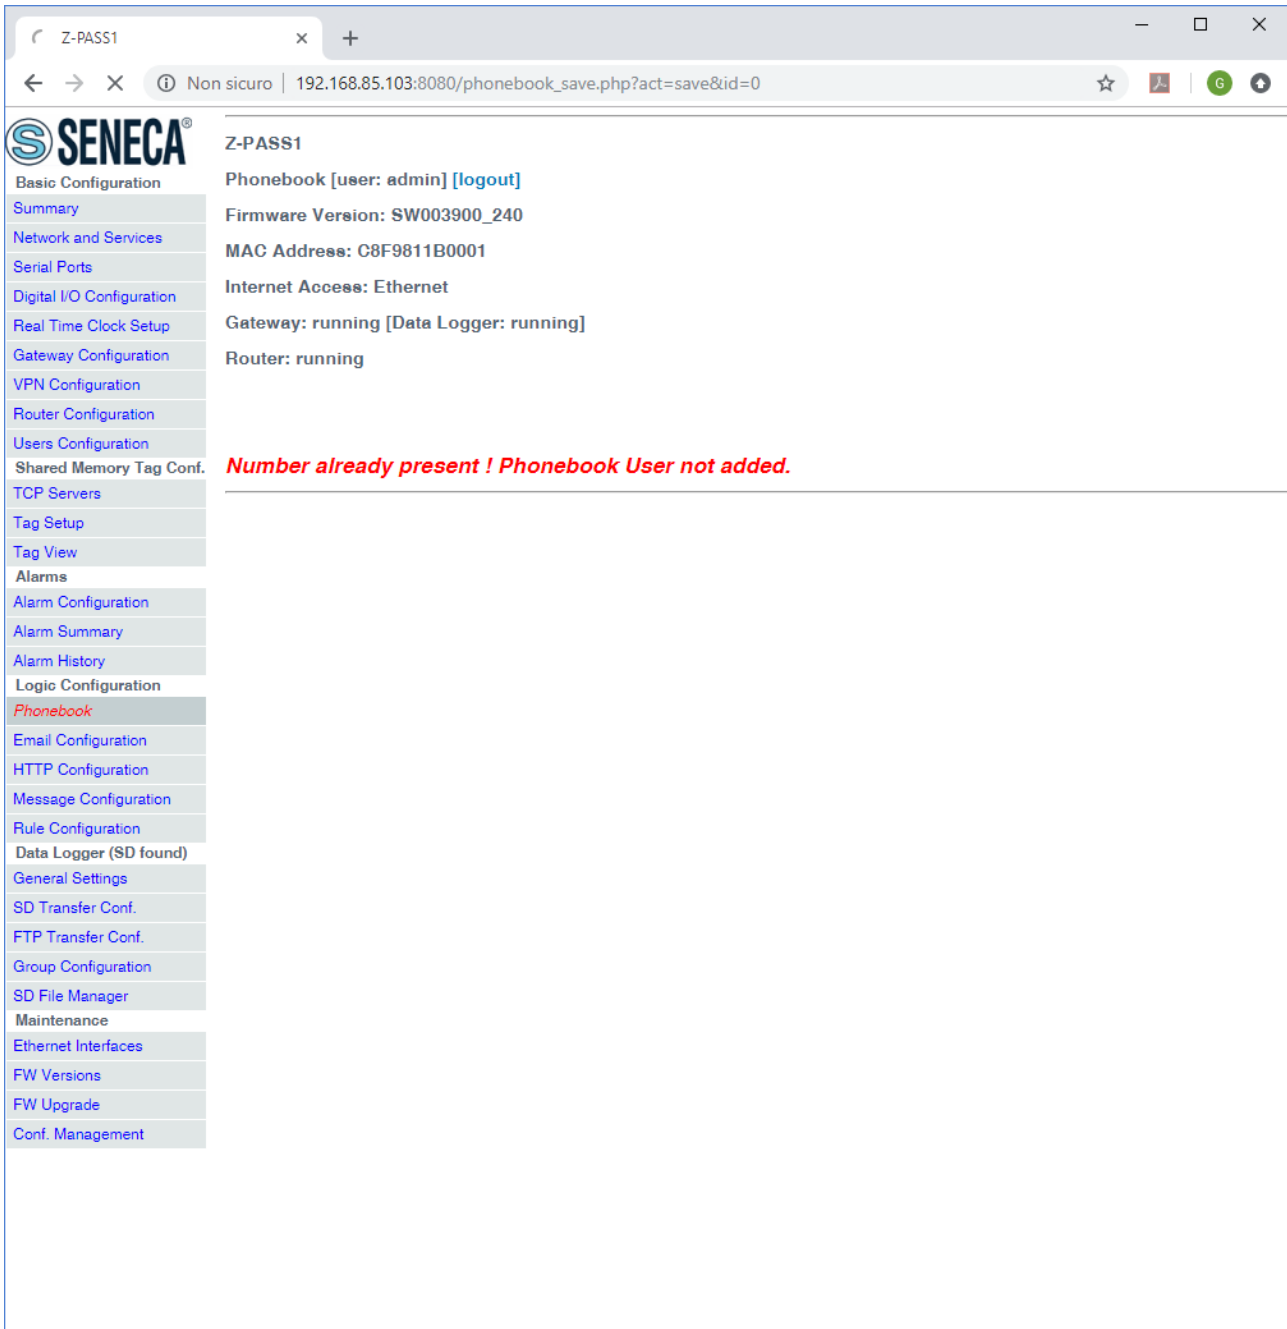 Z-PASS1
Non sicuro | 192.168.85.103:8080/phonebook_save.php?act=save&id=0
G
S SENECA®
Basic Configuration
Summary
Network and Services
Serial Ports
Digital I/O Configuration
Real Time Clock Setup
Gateway Configuration
VPN Configuration
Router Configuration
Users Configuration
Shared Memory Tag Conf.
TCP Servers
Tag Setup
Tag View
Alarms
Alarm Configuration
Alarm Summary
Alarm History
Logic Configuration
Phonebook
Email Configuration
HTTP Configuration
Message Configuration
Rule Configuration
Data Logger (SD found)
General Settings
SD Transfer Conf.
FTP Transfer Conf.
Group Configuration
SD File Manager
Maintenance
Ethernet Interfaces
FW Versions
FW Upgrade
Conf. Management
Z-PASS1
Phonebook [user: admin] [logout]
Firmware Version: SW003900_240
MAC Address: C8F9811B0001
Internet Access: Ethernet
Gateway: running [Data Logger: running]
Router: running
Number already present ! Phonebook User not added.